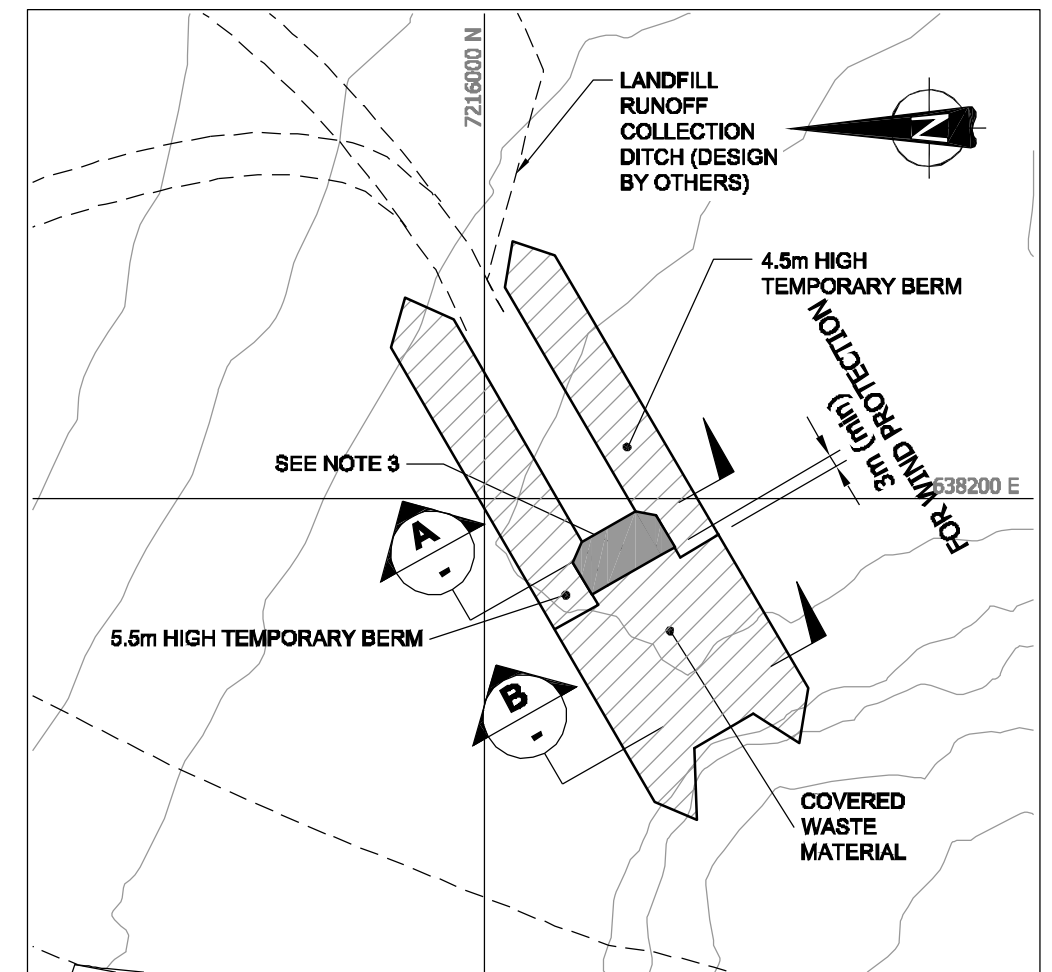 7216000 N
LANDFILL
RUNOFF
COLLECTION
DITCH (DESIGN
BY OTHERS)
N
4.5m HIGH
TEMPORARY BERM
3m (min)
FOR WIND PROTECTION
SEE NOTE 3
638200 E
A
-
5.5m HIGH TEMPORARY BERM
B
-
COVERED
WASTE
MATERIAL